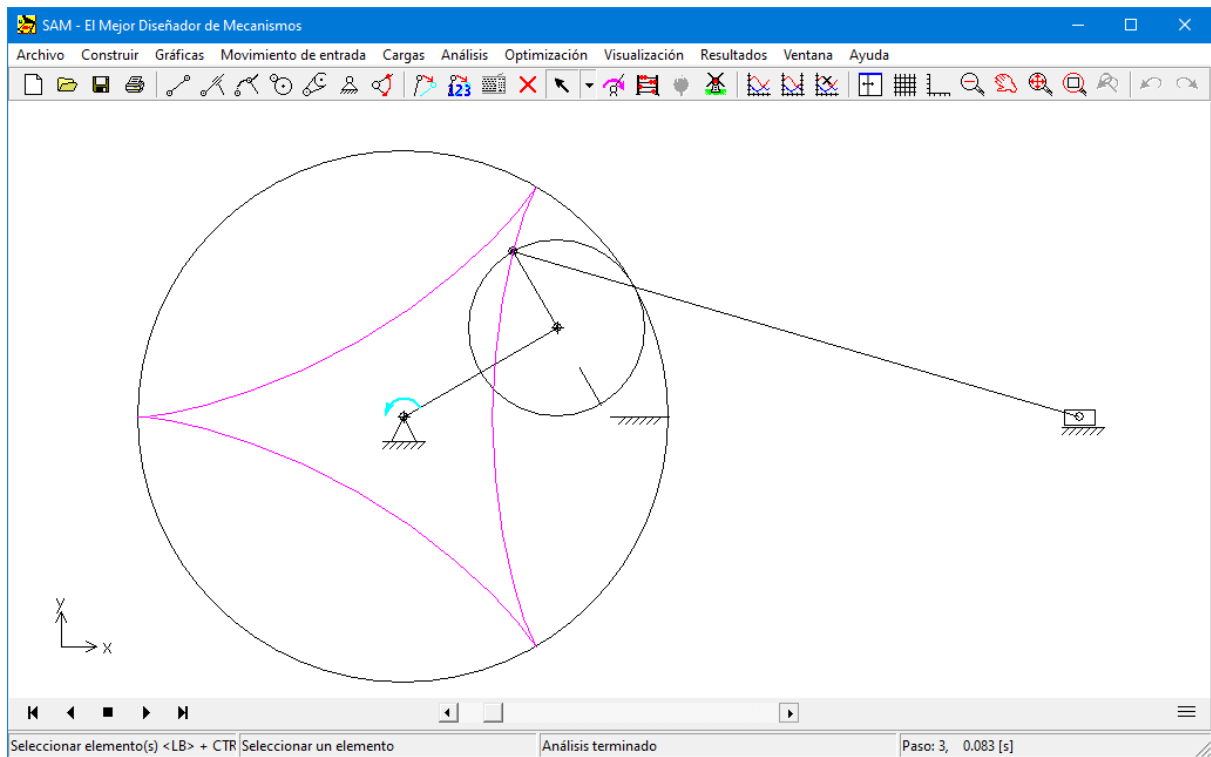 SAM - El Mejor Diseñador de Mecanismos
Archivo Construir Gráficas Movimiento de entrada Cargas Análisis Optimización Visualización Resultados Ventana Ayuda
123
y
x
Seleccionar elemento(s) <LB> + CTR Seleccionar un elemento Análisis terminado Paso: 3, 0.083 [s]